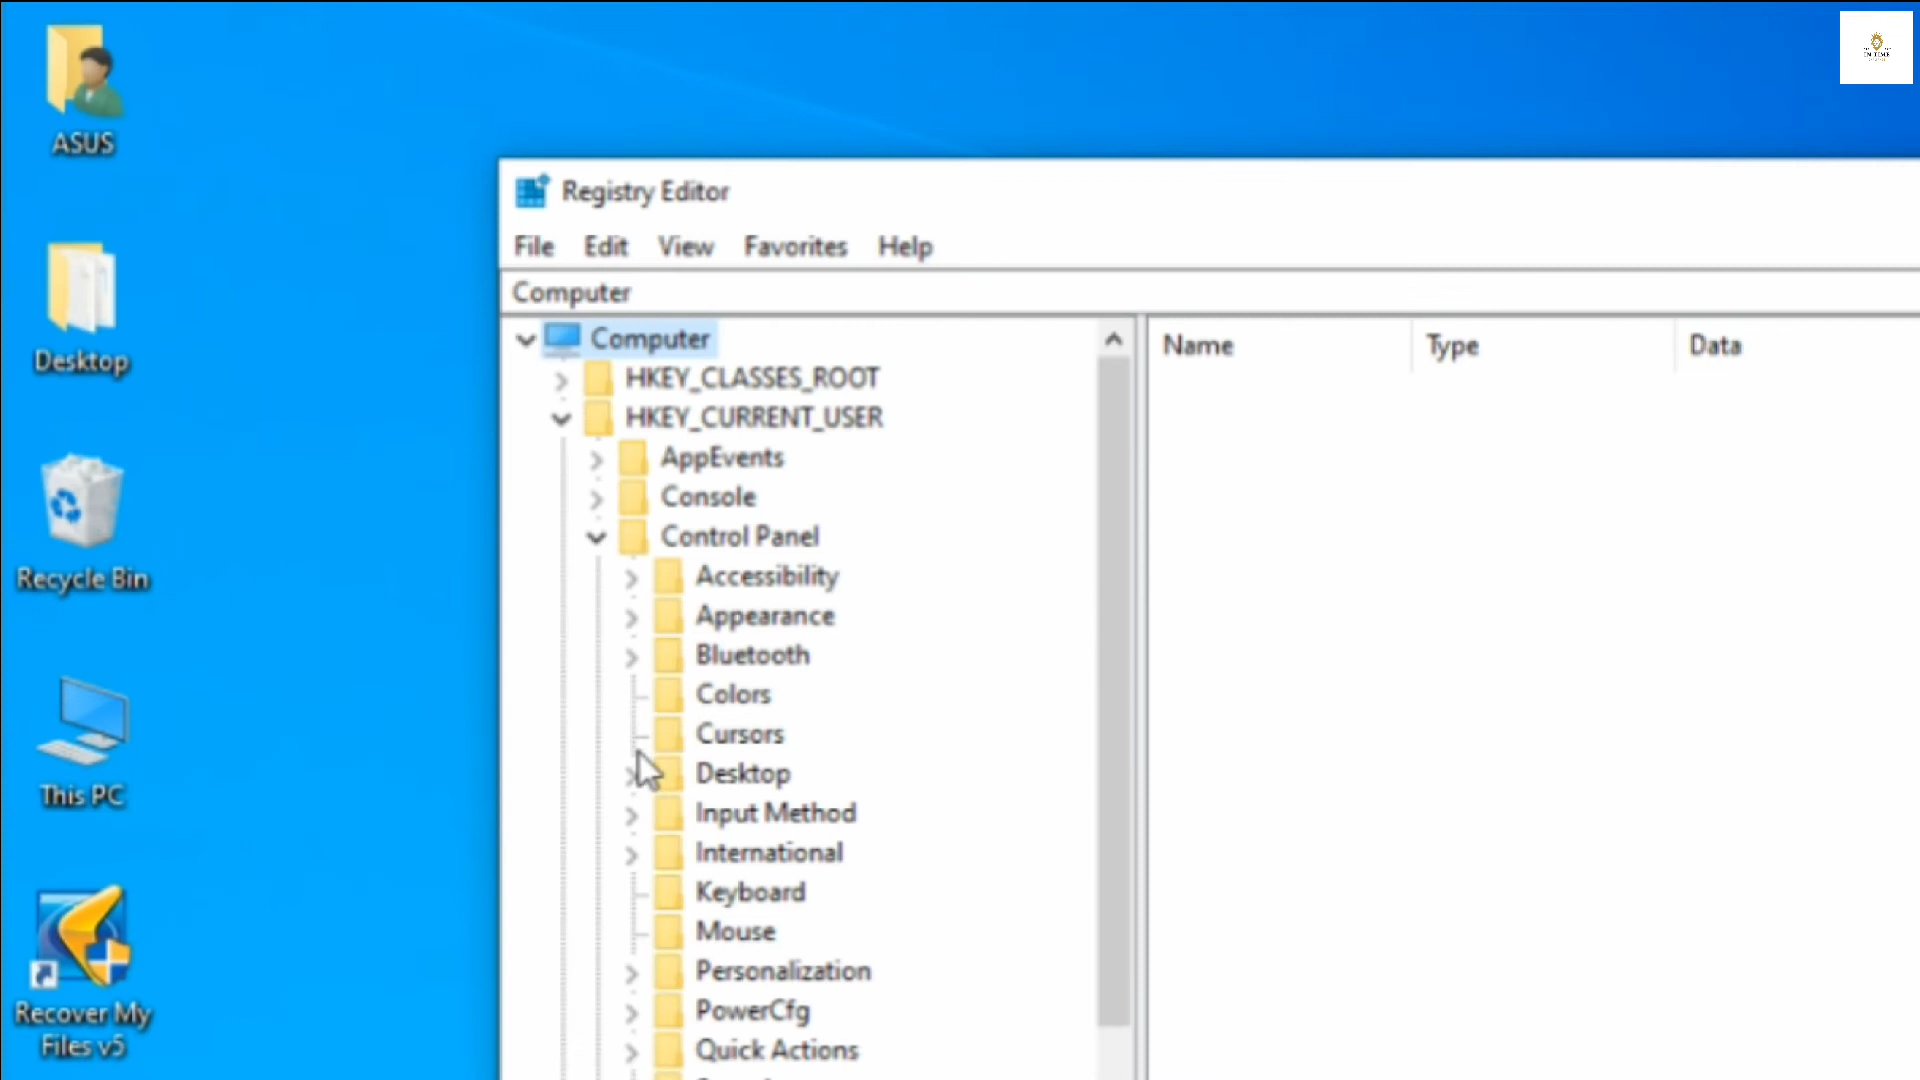 ASUS
Desktop
Recycle Bin
This PC
Recover My
Files v5
IN TIME
Registry Editor
File Edit View Favorites Help
Computer
Computer
HKEY_CLASSES_ROOT
HKEY_CURRENT_USER
AppEvents
Console
Control Panel
Accessibility
Appearance
Bluetooth
Colors
Cursors
Desktop
Input Method
International
Keyboard
Mouse
Personalization
PowerCfg
Quick Actions
Name Type Data